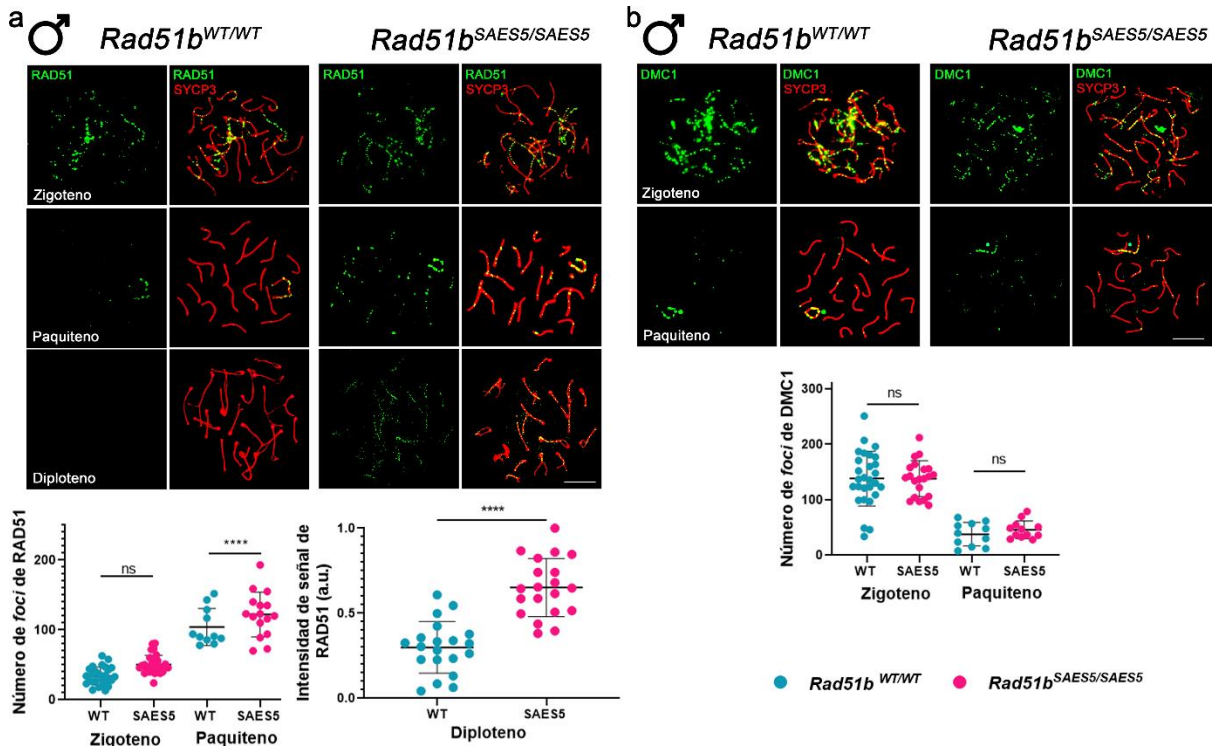 a
♂ Rad51b^WT/WT Rad51b^SAES5/SAES5
RAD51
RAD51
SYCP3
RAD51
RAD51
SYCP3
Zigoteno
Paquiteno
Diploteno
Número de foci de RAD51
200
100
0
ns
****
WT SAES5 WT SAES5
Zigoteno Paquiteno
Intensidad de señal de
RAD51 (a.u.)
1.0
0.5
0.0
****
WT SAES5
Diploteno
b
♂ Rad51b^WT/WT Rad51b^SAES5/SAES5
DMC1
DMC1
SYCP3
DMC1
DMC1
SYCP3
Zigoteno
Paquiteno
Número de foci de DMC1
300
200
100
0
ns
ns
WT SAES5 WT SAES5
Zigoteno Paquiteno
Rad51b^WT/WT Rad51b^SAES5/SAES5